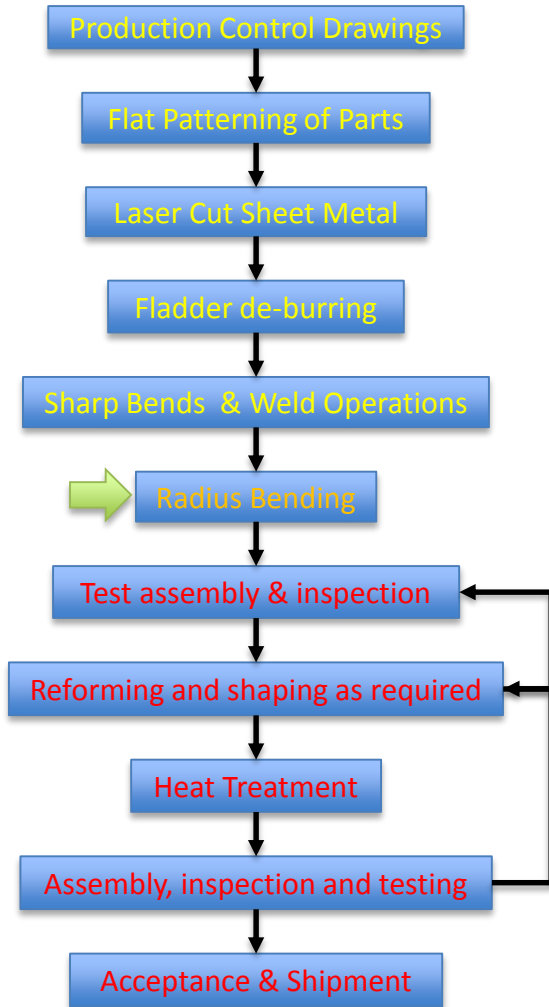 Production Control Drawings
Flat Patterning of Parts
Laser Cut Sheet Metal
Fladder de-burring
Sharp Bends & Weld Operations
Radius Bending
Test assembly & inspection
Reforming and shaping as required
Heat Treatment
Assembly, inspection and testing
Acceptance & Shipment